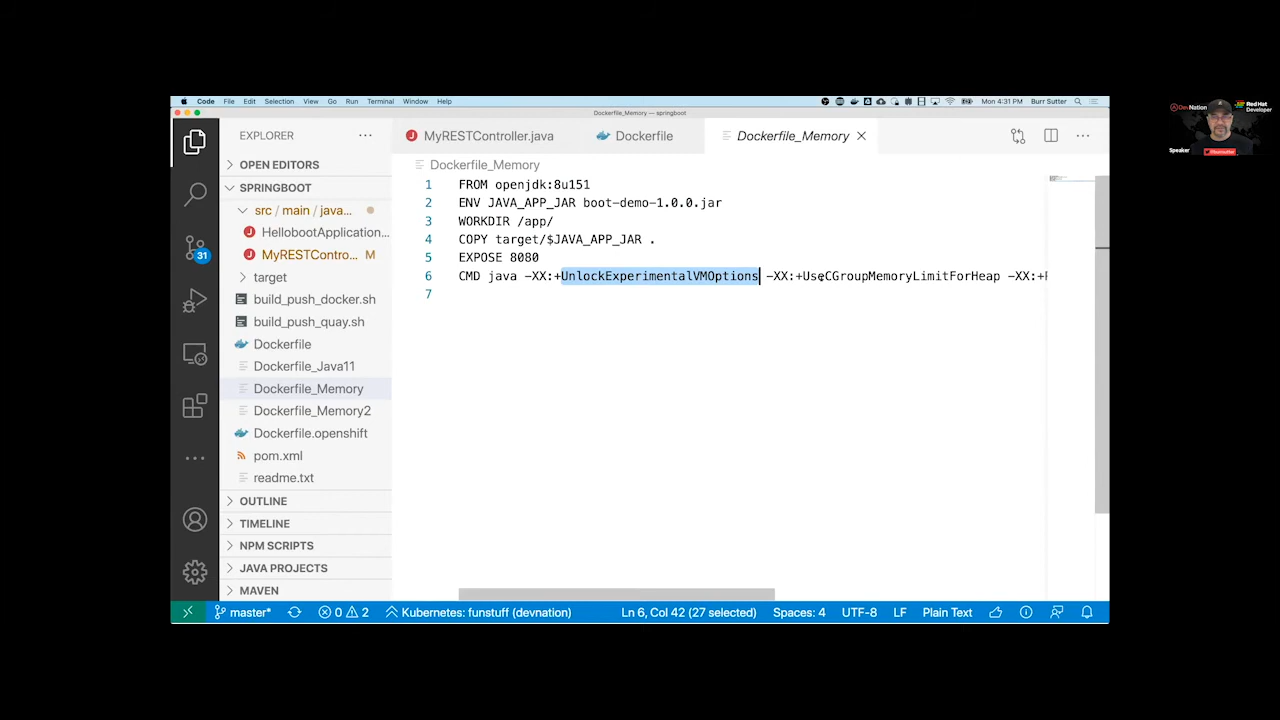 Code File Edit Selection View Go Run Terminal Window Help
Mon 4:31 PM Burr Sutter
Dockerfile_Memory — springboot
EXPLORER
MyRESTController.java
Dockerfile
Dockerfile_Memory
OPEN EDITORS
SPRINGBOOT
src / main / java...
HellobootApplication...
MyRESTContro... M
target
build_push_docker.sh
build_push_quay.sh
Dockerfile
Dockerfile_Java11
Dockerfile_Memory
Dockerfile_Memory2
Dockerfile.openshift
pom.xml
readme.txt
OUTLINE
TIMELINE
NPM SCRIPTS
JAVA PROJECTS
MAVEN
31
Dockerfile_Memory
1 FROM openjdk:8u151
2 ENV JAVA_APP_JAR boot-demo-1.0.0.jar
3 WORKDIR /app/
4 COPY target/$JAVA_APP_JAR .
5 EXPOSE 8080
6 CMD java -XX:+UnlockExperimentalVMOptions -XX:+UseCGroupMemoryLimitForHeap -XX:+
7
master* 0 2 Kubernetes: funstuff (devnation) Ln 6, Col 42 (27 selected) Spaces: 4 UTF-8 LF Plain Text
DevNation
Red Hat
Developer
Speaker